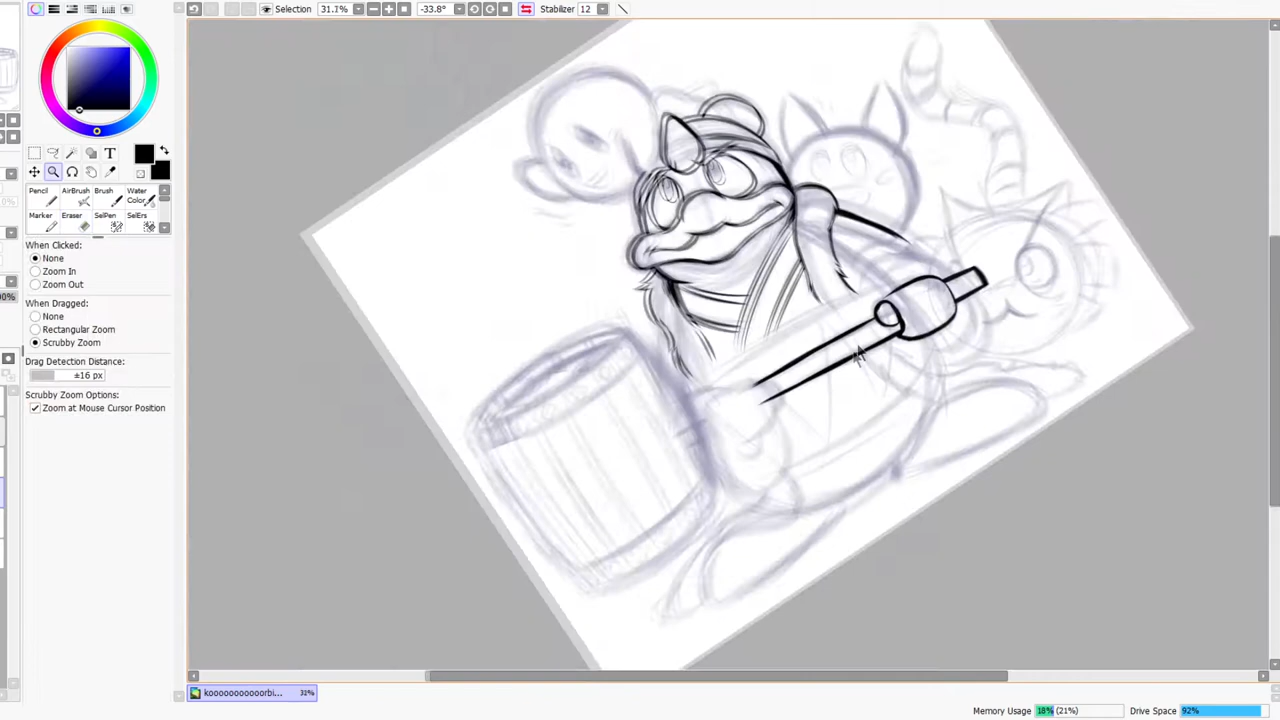 Selection 31.1% -33.8° Stabilizer 12
T
Pencil AirBrush Brush Water Color
Marker Eraser SelPen SelErs
When Clicked:
None
Zoom In
Zoom Out
When Dragged:
None
Rectangular Zoom
Scrubby Zoom
Drag Detection Distance:
±16 px
Scrubby Zoom Options:
Zoom at Mouse Cursor Position
31%
Memory Usage 18% (21%) Drive Space 92%